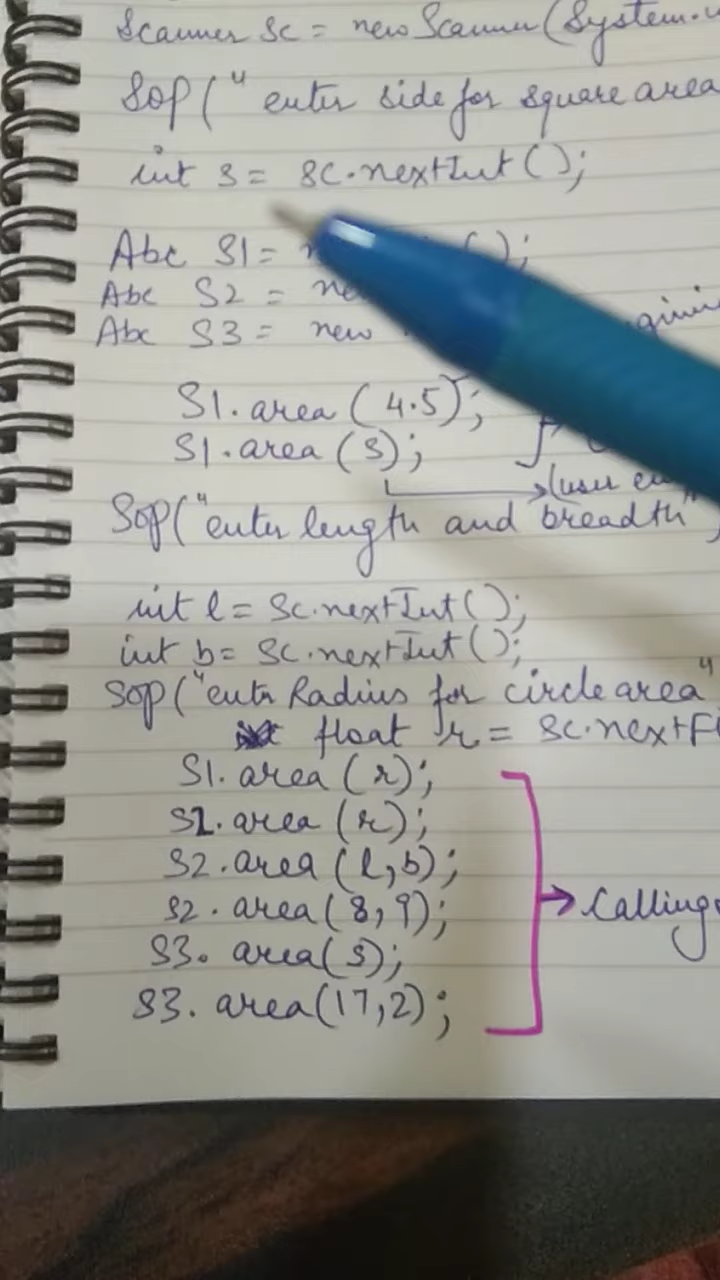 Scanner sc = new Scanner(System.
Sop(" enter side for square area
int s = sc.nextInt();
Abc S1 = ();
Abc S2 =
Abc S3 = new
S1.area (4.5);
S1.area (s);
(user
Sop("enter length and breadth"
int l = sc.nextInt();
int b = sc.nextInt();
Sop("entr Radius for circle area"
float r = sc.nextFl
S1.area (r);
S2.area (r);
S2.area (l,b);
S2.area (8,9);
S3. area(s);
S3. area(17,2);
Calling